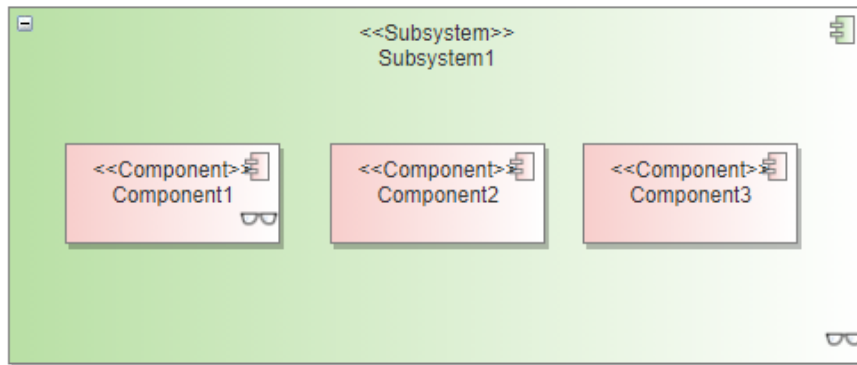 <<Subsystem>>
Subsystem1
<<Component>>
Component1
<<Component>>
Component2
<<Component>>
Component3